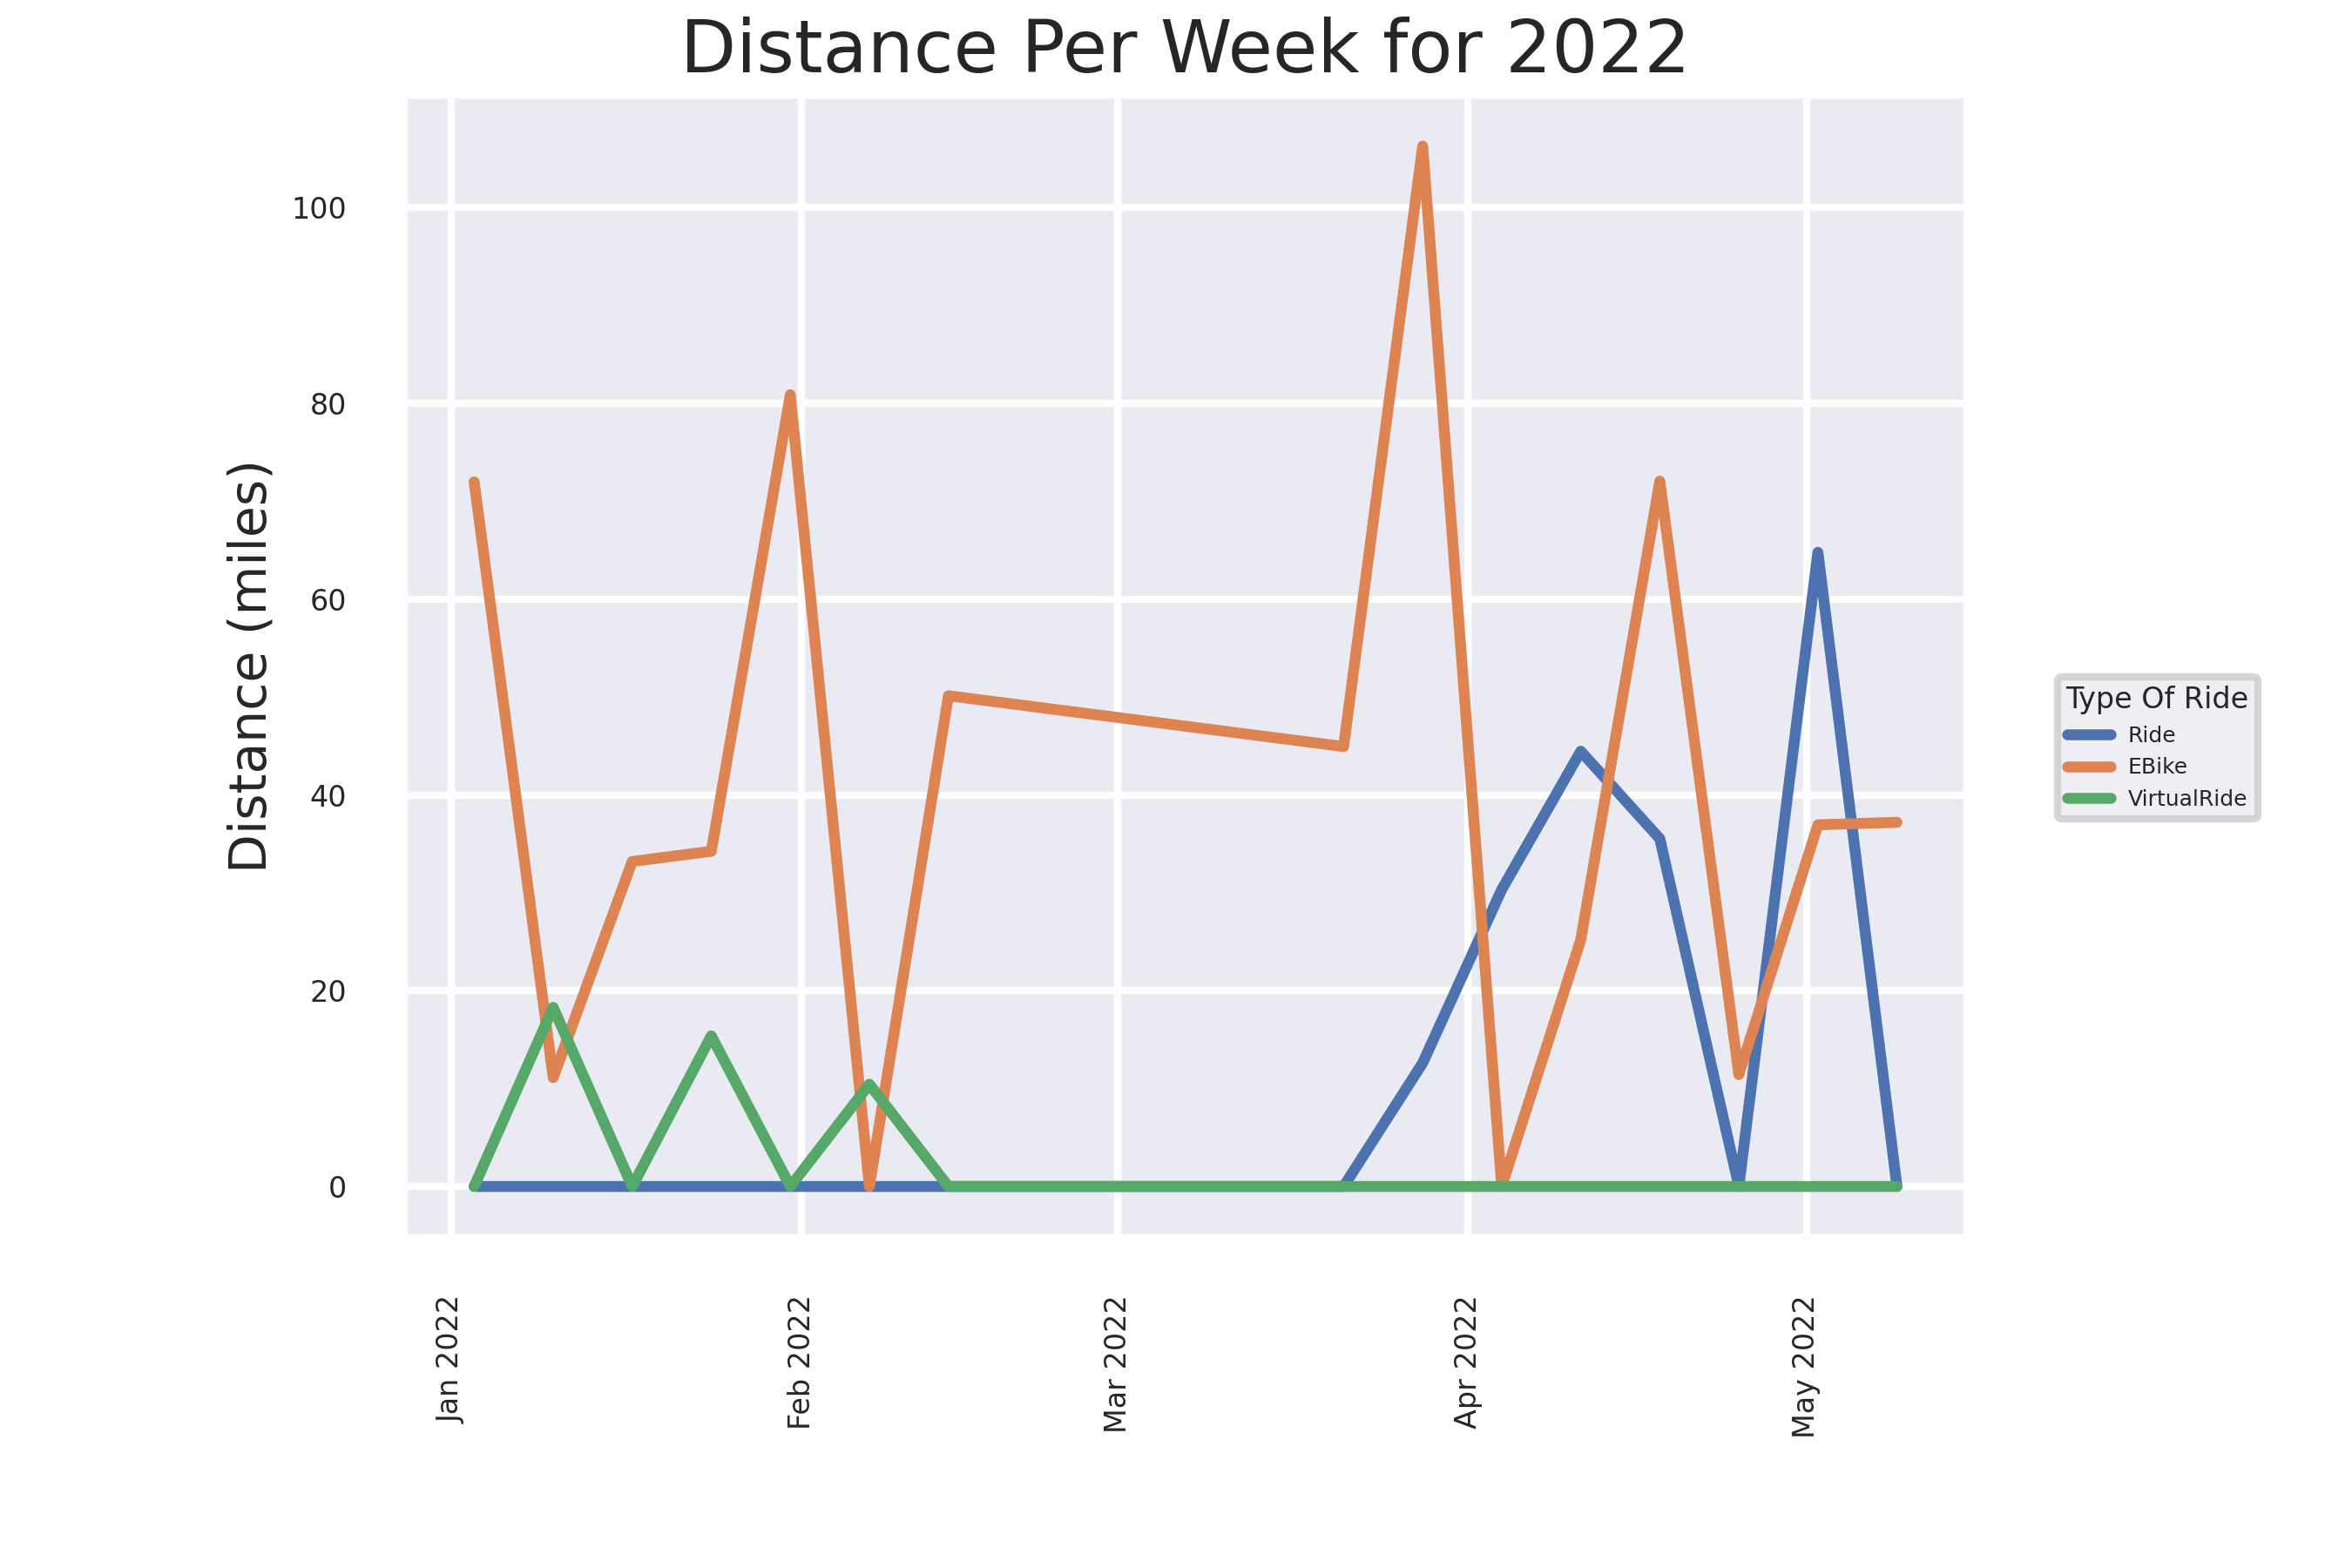 Distance Per Week for 2022
Distance (miles)
100
80
60
40
20
0
Jan 2022
Feb 2022
Mar 2022
Apr 2022
May 2022
Type Of Ride
Ride
EBike
VirtualRide